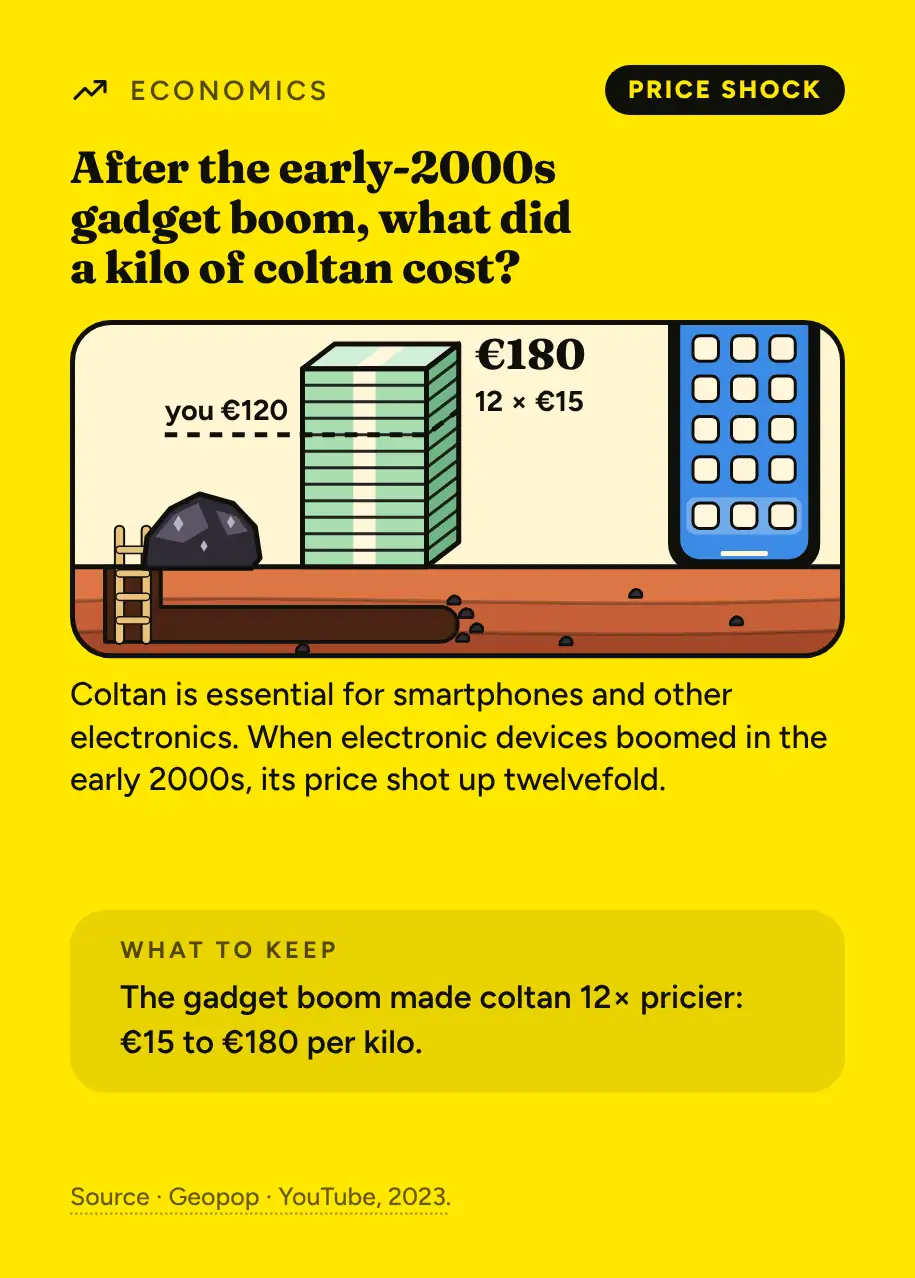 ECONOMICS
PRICE SHOCK
After the early-2000s
gadget boom, what did
a kilo of coltan cost?
€180
12 × €15
you €120
Coltan is essential for smartphones and other
electronics. When electronic devices boomed in the
early 2000s, its price shot up twelvefold.
WHAT TO KEEP
The gadget boom made coltan 12× pricier:
€15 to €180 per kilo.
Source · Geopop · YouTube, 2023.